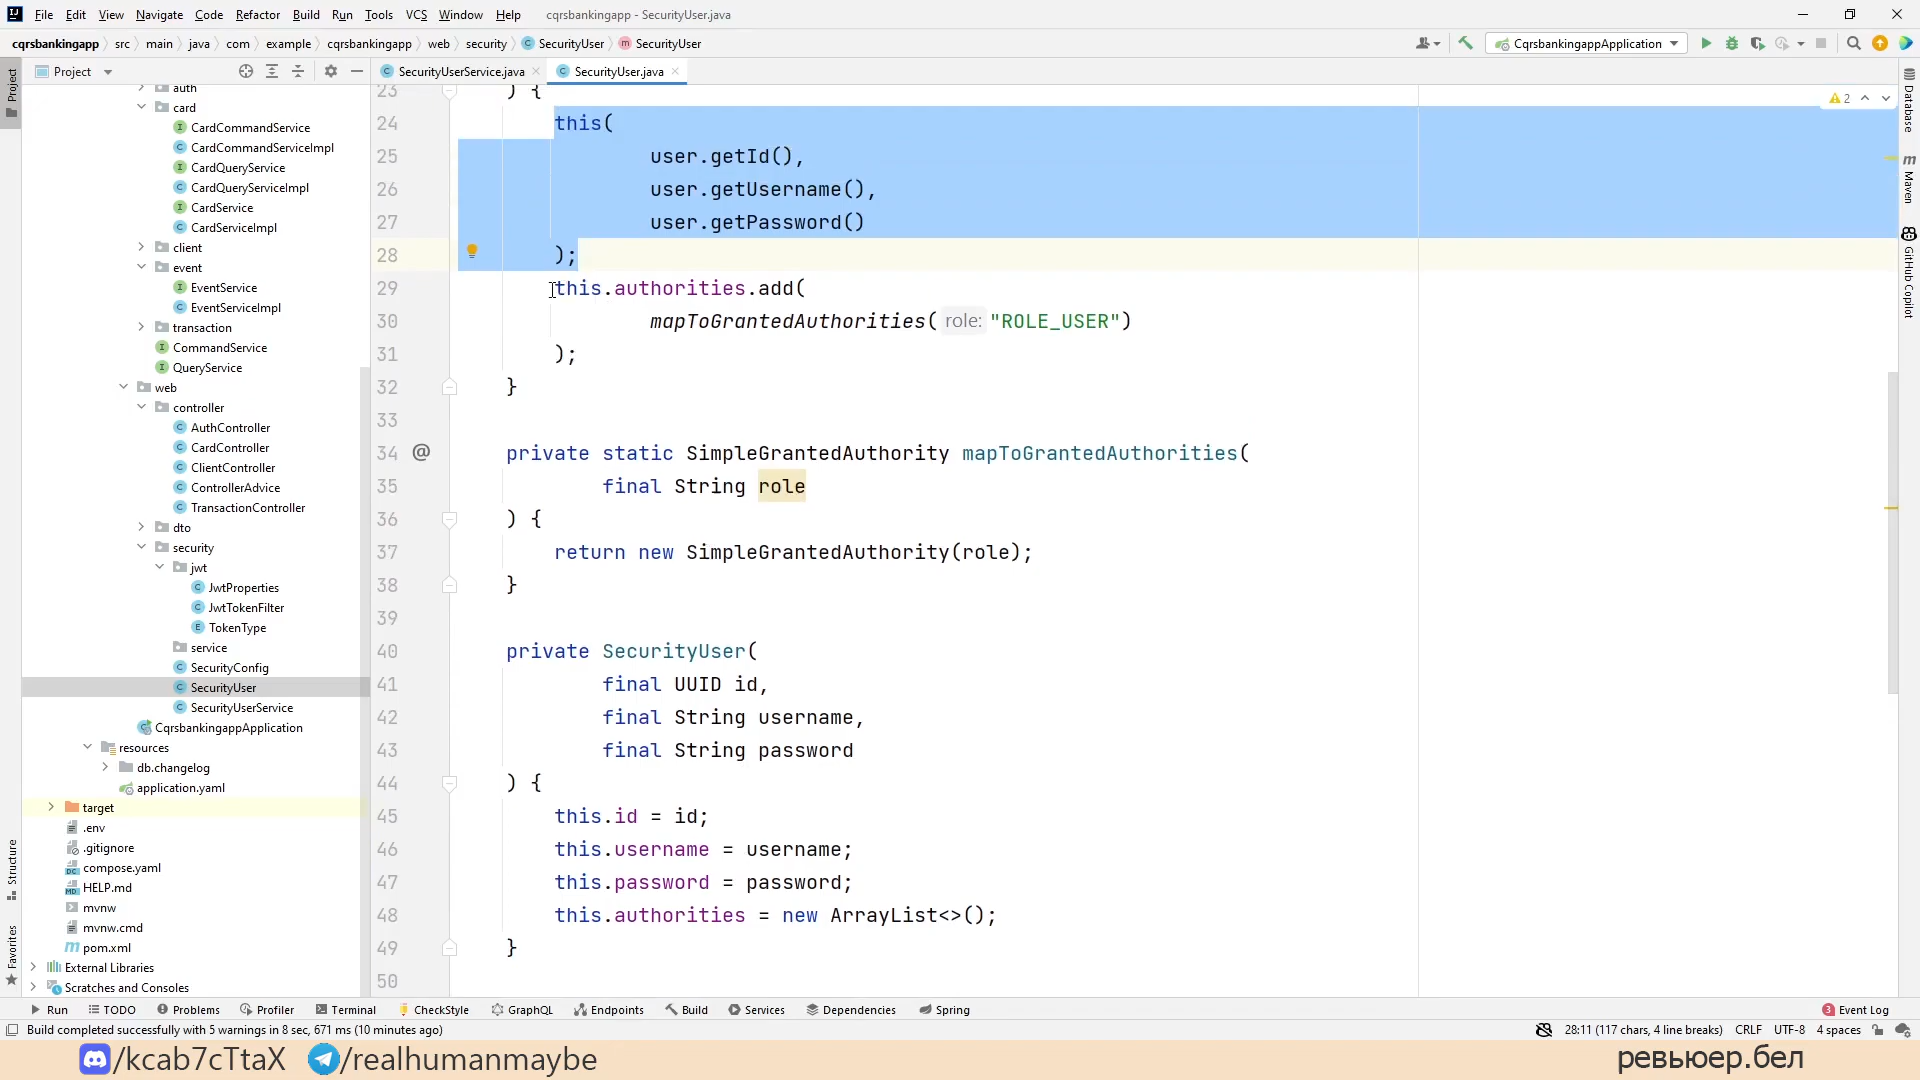 File Edit View Navigate Code Refactor Build Run Tools VCS Window Help cqrsbankingapp - SecurityUser.java
cqrsbankingapp src main java com example cqrsbankingapp web security SecurityUser SecurityUser CqrsbankingappApplication
Project SecurityUserService.java SecurityUser.java
Project
Structure
Favorites
auth
card
CardCommandService
CardCommandServiceImpl
CardQueryService
CardQueryServiceImpl
CardService
CardServiceImpl
client
event
EventService
EventServiceImpl
transaction
CommandService
QueryService
web
controller
AuthController
CardController
ClientController
ControllerAdvice
TransactionController
dto
security
jwt
JwtProperties
JwtTokenFilter
TokenType
service
SecurityConfig
SecurityUser
SecurityUserService
CqrsbankingappApplication
resources
db.changelog
application.yaml
target
.env
.gitignore
compose.yaml
HELP.md
mvnw
mvnw.cmd
pom.xml
External Libraries
Scratches and Consoles
2
23 ) {
24 this(
25 user.getId(),
26 user.getUsername(),
27 user.getPassword()
28 );
29 this.authorities.add(
30 mapToGrantedAuthorities( role: "ROLE_USER")
31 );
32 }
33
34 private static SimpleGrantedAuthority mapToGrantedAuthorities(
35 final String role
36 ) {
37 return new SimpleGrantedAuthority(role);
38 }
39
40 private SecurityUser(
41 final UUID id,
42 final String username,
43 final String password
44 ) {
45 this.id = id;
46 this.username = username;
47 this.password = password;
48 this.authorities = new ArrayList<>();
49 }
50
Database
Maven
GitHub Copilot
Run TODO Problems Profiler Terminal CheckStyle GraphQL Endpoints Build Services Dependencies Spring 3 Event Log
Build completed successfully with 5 warnings in 8 sec, 671 ms (10 minutes ago) 28:11 (117 chars, 4 line breaks) CRLF UTF-8 4 spaces
/kcab7cTtaX /realhumanmaybe ревьюер.бел